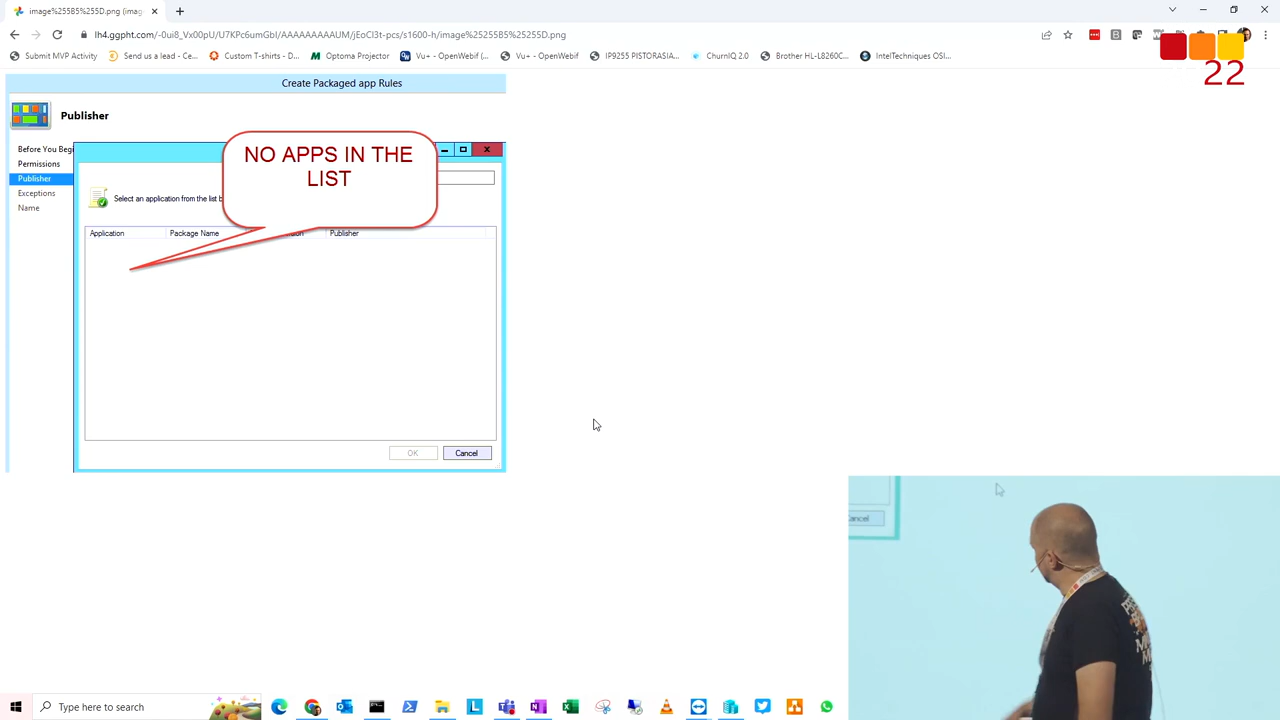 image%255B5%255D.png (imag
lh4.ggpht.com/-0ui8_Vx00pU/U7KPc6umGbI/AAAAAAAAAUM/jEoCl3t-pcs/s1600-h/image%25255B5%25255D.png
Submit MVP Activity
Send us a lead - Ce...
Custom T-shirts - D...
Optoma Projector
Vu+ - OpenWebif (...
Vu+ - OpenWebif
IP9255 PISTORASIA...
ChurnIQ 2.0
Brother HL-L8260C...
IntelTechniques OSI...
22
Create Packaged app Rules
Publisher
Before You Begi
Permissions
Publisher
Exceptions
Name
NO APPS IN THE
LIST
Select an application from the list b
Application
Package Name
Publisher
OK
Cancel
Cancel
Type here to search